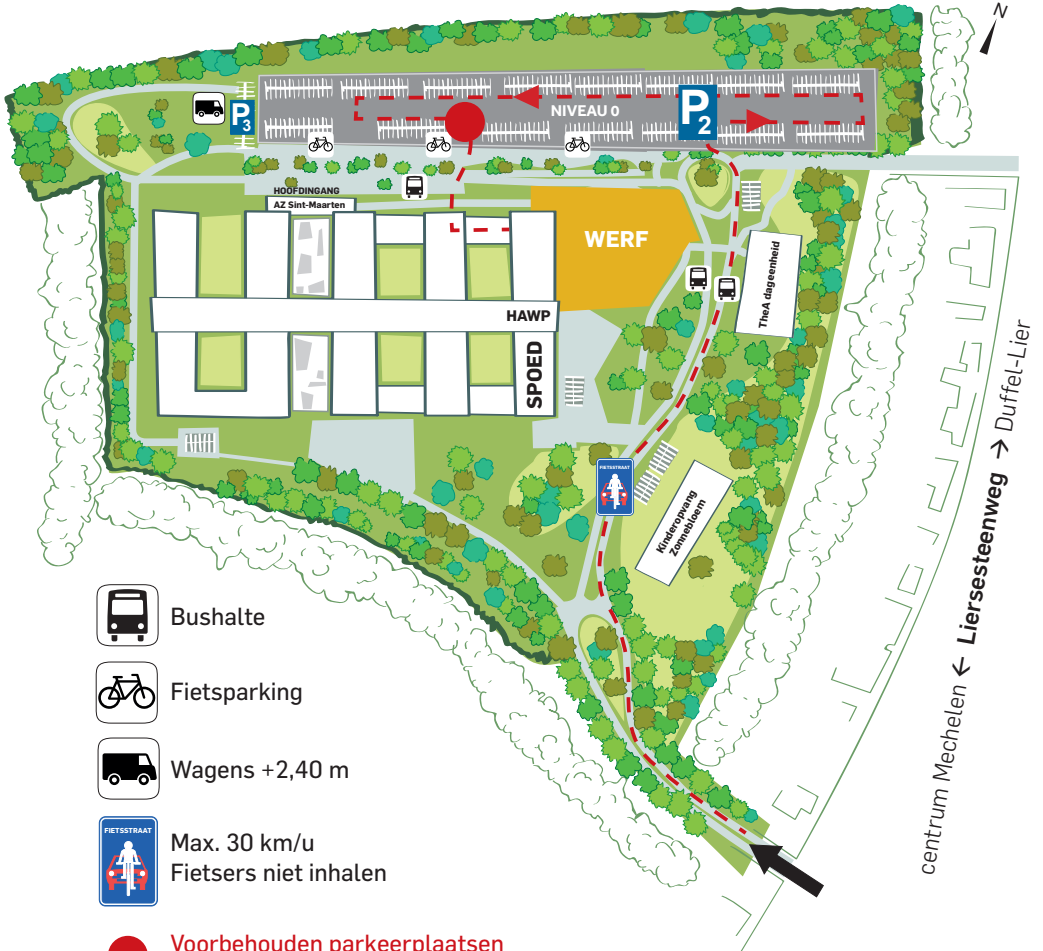 N
P3
NIVEAU 0
P2
HOOFDINGANG
AZ Sint-Maarten
WERF
HAWP
SPOED
TheA dageenheid
FIETSSTRAAT
Kinderopvang
Zonnebloem
centrum Mechelen ← Liersesteenweg → Duffel-Lier
Bushalte
Fietsparking
Wagens +2,40 m
FIETSSTRAAT
Max. 30 km/u
Fietsers niet inhalen
Voorbehouden parkeerplaatsen